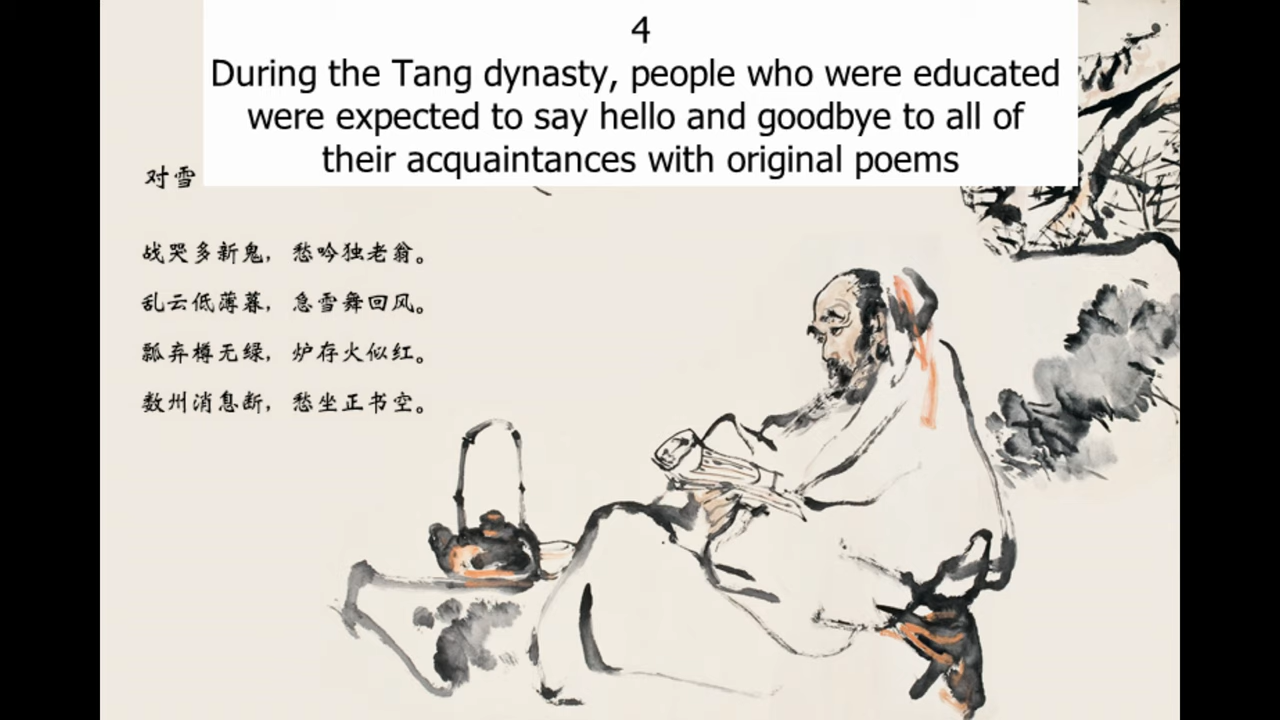 4
During the Tang dynasty, people who were educated
were expected to say hello and goodbye to all of
their acquaintances with original poems
对雪
战哭多新鬼，愁吟独老翁。
乱云低薄暮，急雪舞回风。
瓢弃樽无绿，炉存火似红。
数州消息断，愁坐正书空。